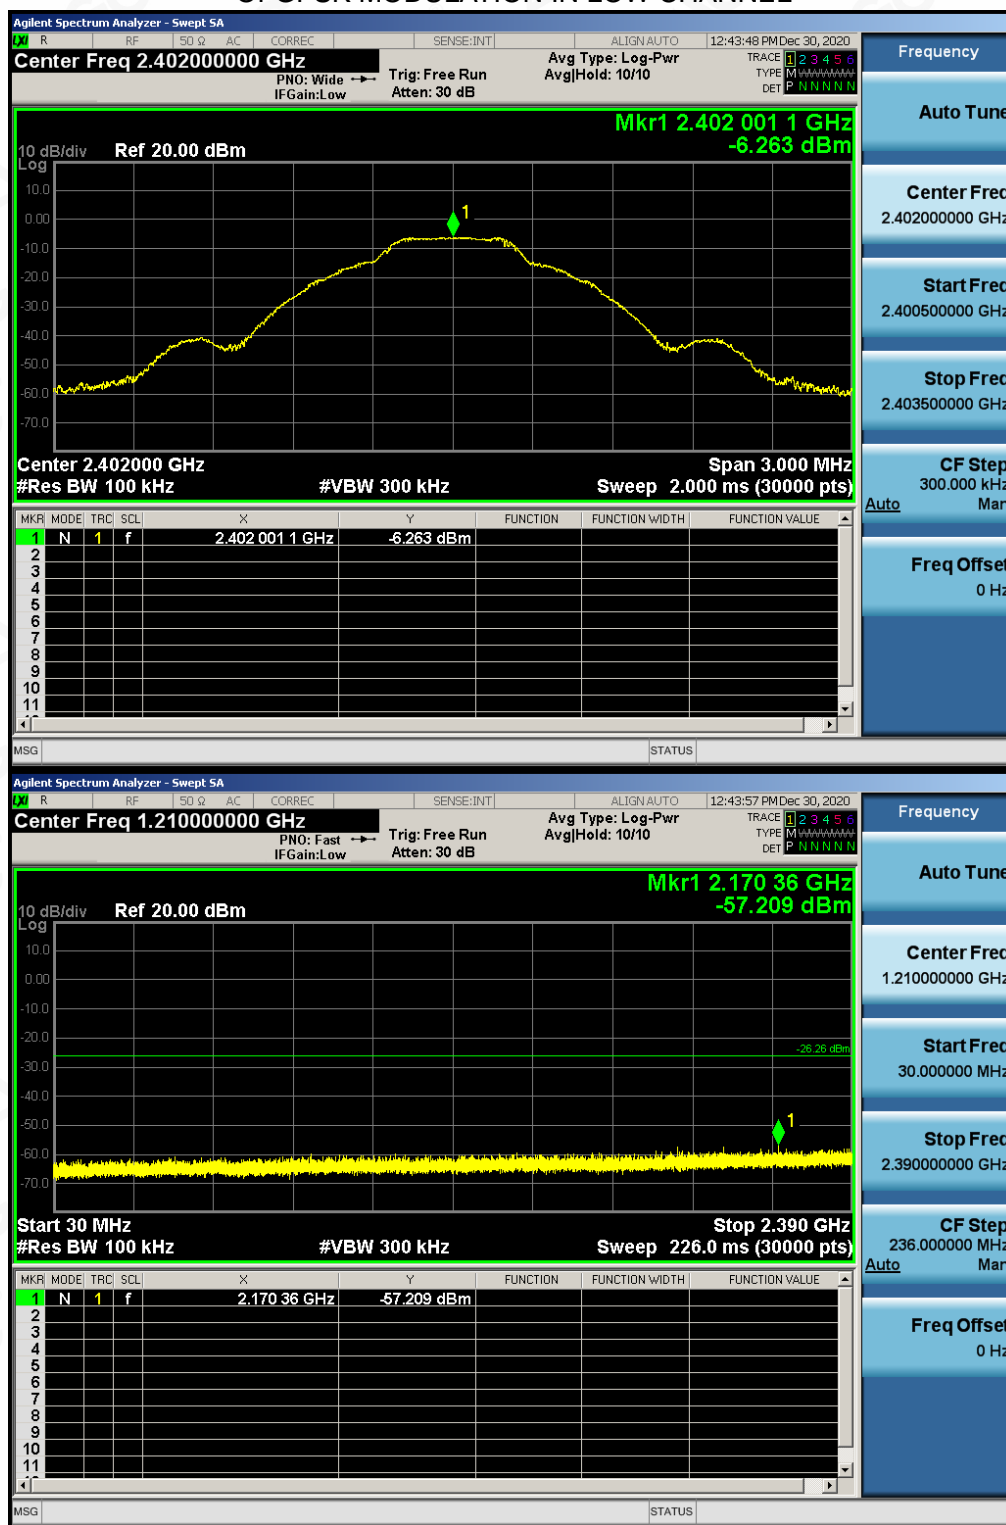 OF GFSK MODULATION IN LOW CHANNEL
Agilent Spectrum Analyzer - Swept SA
LXI R RF 50 Ω AC CORREC SENSE:INT ALIGN AUTO 12:43:48 PM Dec 30, 2020
Center Freq 2.402000000 GHz
PNO: Wide
IFGain:Low
Trig: Free Run
Atten: 30 dB
Avg Type: Log-Pwr
Avg|Hold: 10/10
TRACE 1 2 3 4 5 6
TYPE M
DET P N N N N N
Mkr1 2.402 001 1 GHz
-6.263 dBm
10 dB/div Ref 20.00 dBm
Log
10.0
0.00
-10.0
-20.0
-30.0
-40.0
-50.0
-60.0
-70.0
1
Center 2.402000 GHz Span 3.000 MHz
#Res BW 100 kHz #VBW 300 kHz Sweep 2.000 ms (30000 pts)
MKR MODE TRC SCL X Y FUNCTION FUNCTION WIDTH FUNCTION VALUE
1 N 1 f 2.402 001 1 GHz -6.263 dBm
2
3
4
5
6
7
8
9
10
11
MSG STATUS
Frequency
Auto Tune
Center Freq
2.402000000 GHz
Start Freq
2.400500000 GHz
Stop Freq
2.403500000 GHz
CF Step
300.000 kHz
Auto Man
Freq Offset
0 Hz
Agilent Spectrum Analyzer - Swept SA
LXI R RF 50 Ω AC CORREC SENSE:INT ALIGN AUTO 12:43:57 PM Dec 30, 2020
Center Freq 1.210000000 GHz
PNO: Fast
IFGain:Low
Trig: Free Run
Atten: 30 dB
Avg Type: Log-Pwr
Avg|Hold: 10/10
TRACE 1 2 3 4 5 6
TYPE M
DET P N N N N N
Mkr1 2.170 36 GHz
-57.209 dBm
10 dB/div Ref 20.00 dBm
Log
10.0
0.00
-10.0
-20.0
-30.0
-40.0
-50.0
-60.0
-70.0
-26.26 dBm
1
Start 30 MHz Stop 2.390 GHz
#Res BW 100 kHz #VBW 300 kHz Sweep 226.0 ms (30000 pts)
MKR MODE TRC SCL X Y FUNCTION FUNCTION WIDTH FUNCTION VALUE
1 N 1 f 2.170 36 GHz -57.209 dBm
2
3
4
5
6
7
8
9
10
11
MSG STATUS
Frequency
Auto Tune
Center Freq
1.210000000 GHz
Start Freq
30.000000 MHz
Stop Freq
2.390000000 GHz
CF Step
236.000000 MHz
Auto Man
Freq Offset
0 Hz